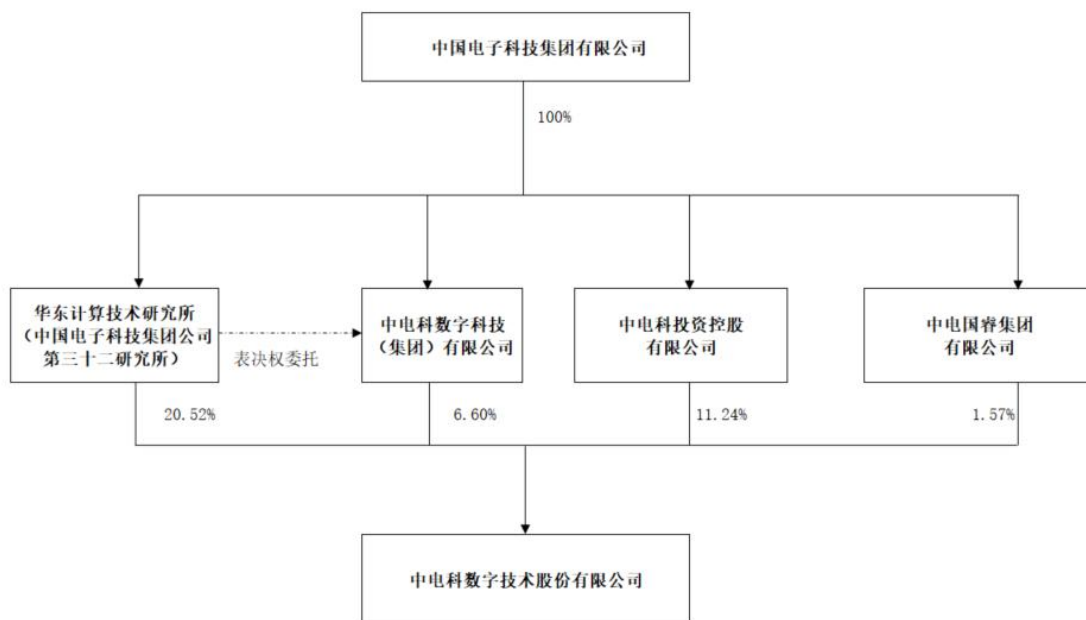 中国电子科技集团有限公司
100%
华东计算技术研究所
（中国电子科技集团公司
第三十二研究所）
表决权委托
中电科数字科技
（集团）有限公司
中电科投资控股
有限公司
中电国睿集团
有限公司
20.52%
6.60%
11.24%
1.57%
中电科数字技术股份有限公司